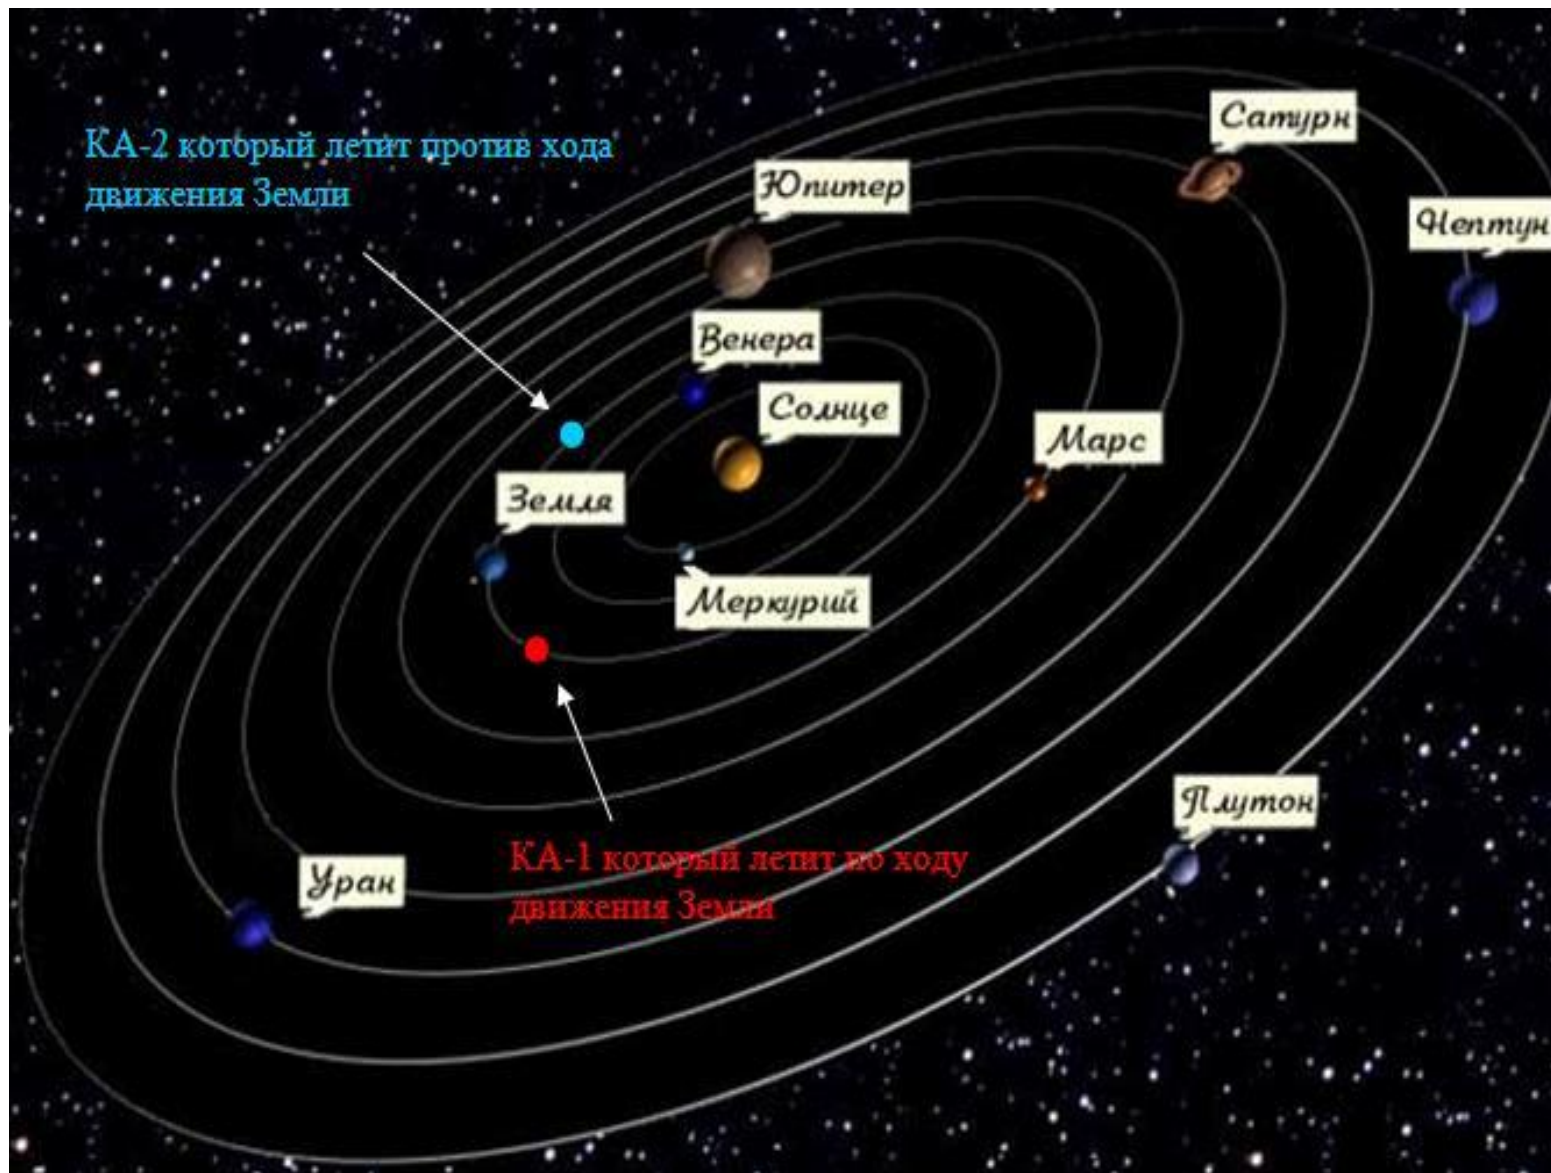 КА-2 который летит против хода
движения Земли
Сатурн
Юпитер
Нептун
Венера
Солнце
Марс
Земля
Меркурий
Плутон
КА-1 который летит по ходу
движения Земли
Уран